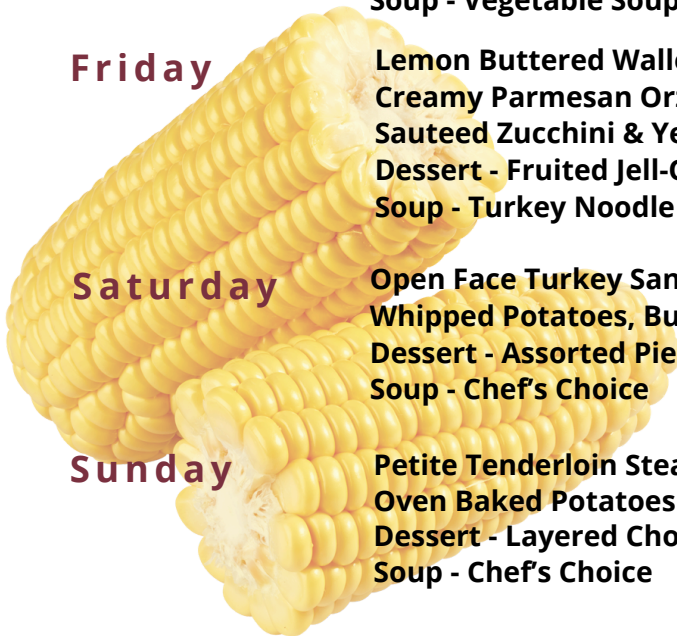 Soup - Vegetable Soup
Friday
Lemon Buttered Walle
Creamy Parmesan Orz
Sauteed Zucchini & Ye
Dessert - Fruited Jell-O
Soup - Turkey Noodle
Saturday
Open Face Turkey San
Whipped Potatoes, Bu
Dessert - Assorted Pie
Soup - Chef's Choice
Sunday
Petite Tenderloin Stea
Oven Baked Potatoes
Dessert - Layered Cho
Soup - Chef's Choice